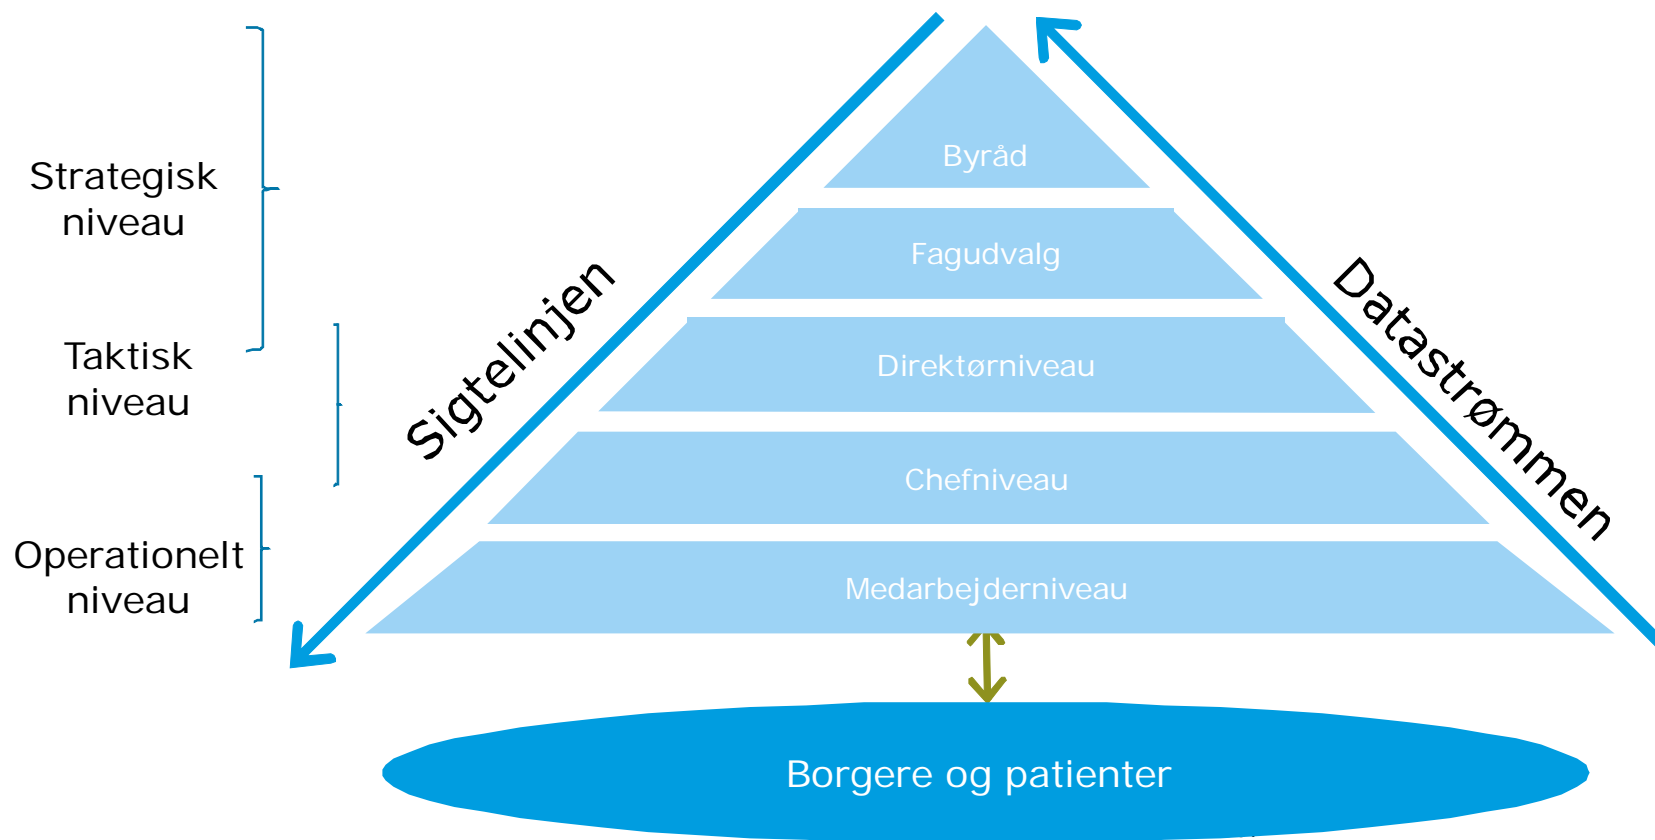 Strategisk
niveau
Taktisk
niveau
Operationelt
niveau
Sigtelinjen
Byråd
Fagudvalg
Direktørniveau
Chefniveau
Medarbejderniveau
Datastrømmen
Borgere og patienter